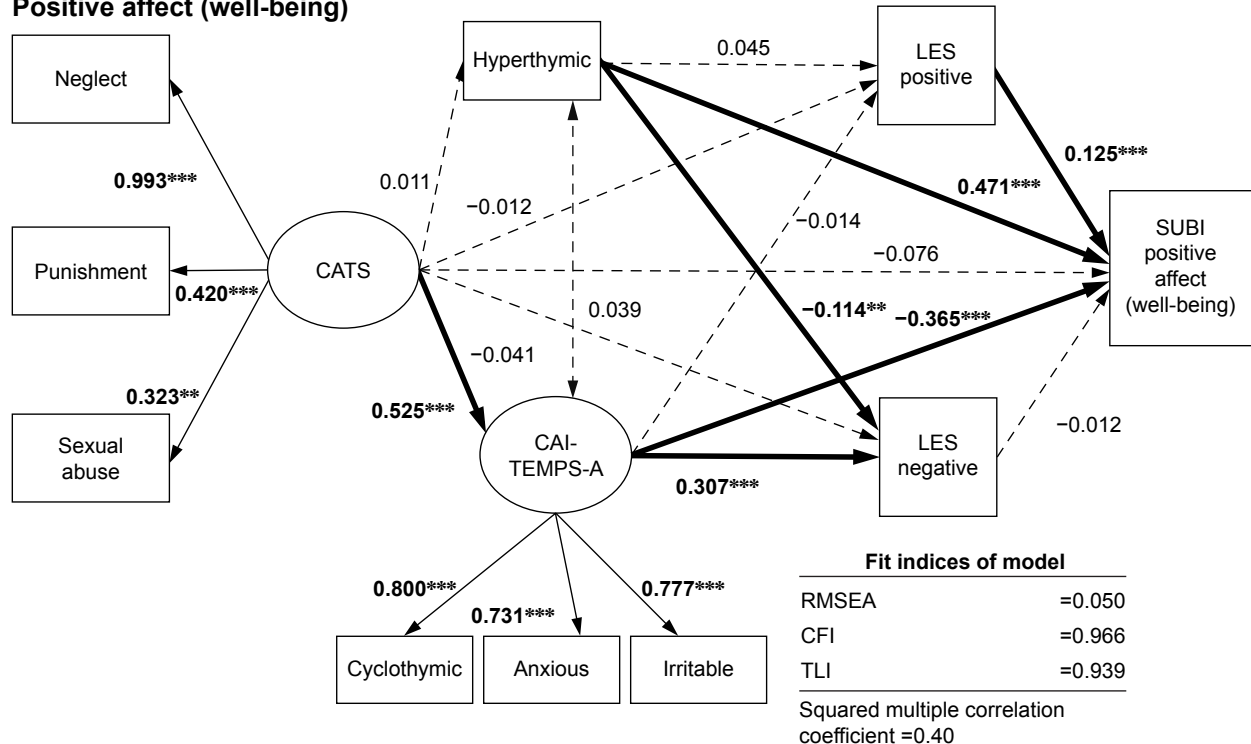 Positive affect (well-being)
Neglect
Hyperthymic
LES
positive
0.045
0.993***
0.011
−0.012
0.125***
0.471***
−0.014
Punishment
CATS
0.420***
−0.076
SUBI
positive
affect
(well-being)
0.039
−0.114**
−0.365***
−0.041
0.323**
0.525***
Sexual
abuse
CAI-
TEMPS-A
LES
negative
−0.012
0.307***
0.800***
0.731***
0.777***
Cyclothymic
Anxious
Irritable
Fit indices of model
RMSEA =0.050
CFI =0.966
TLI =0.939
Squared multiple correlation
coefficient =0.40